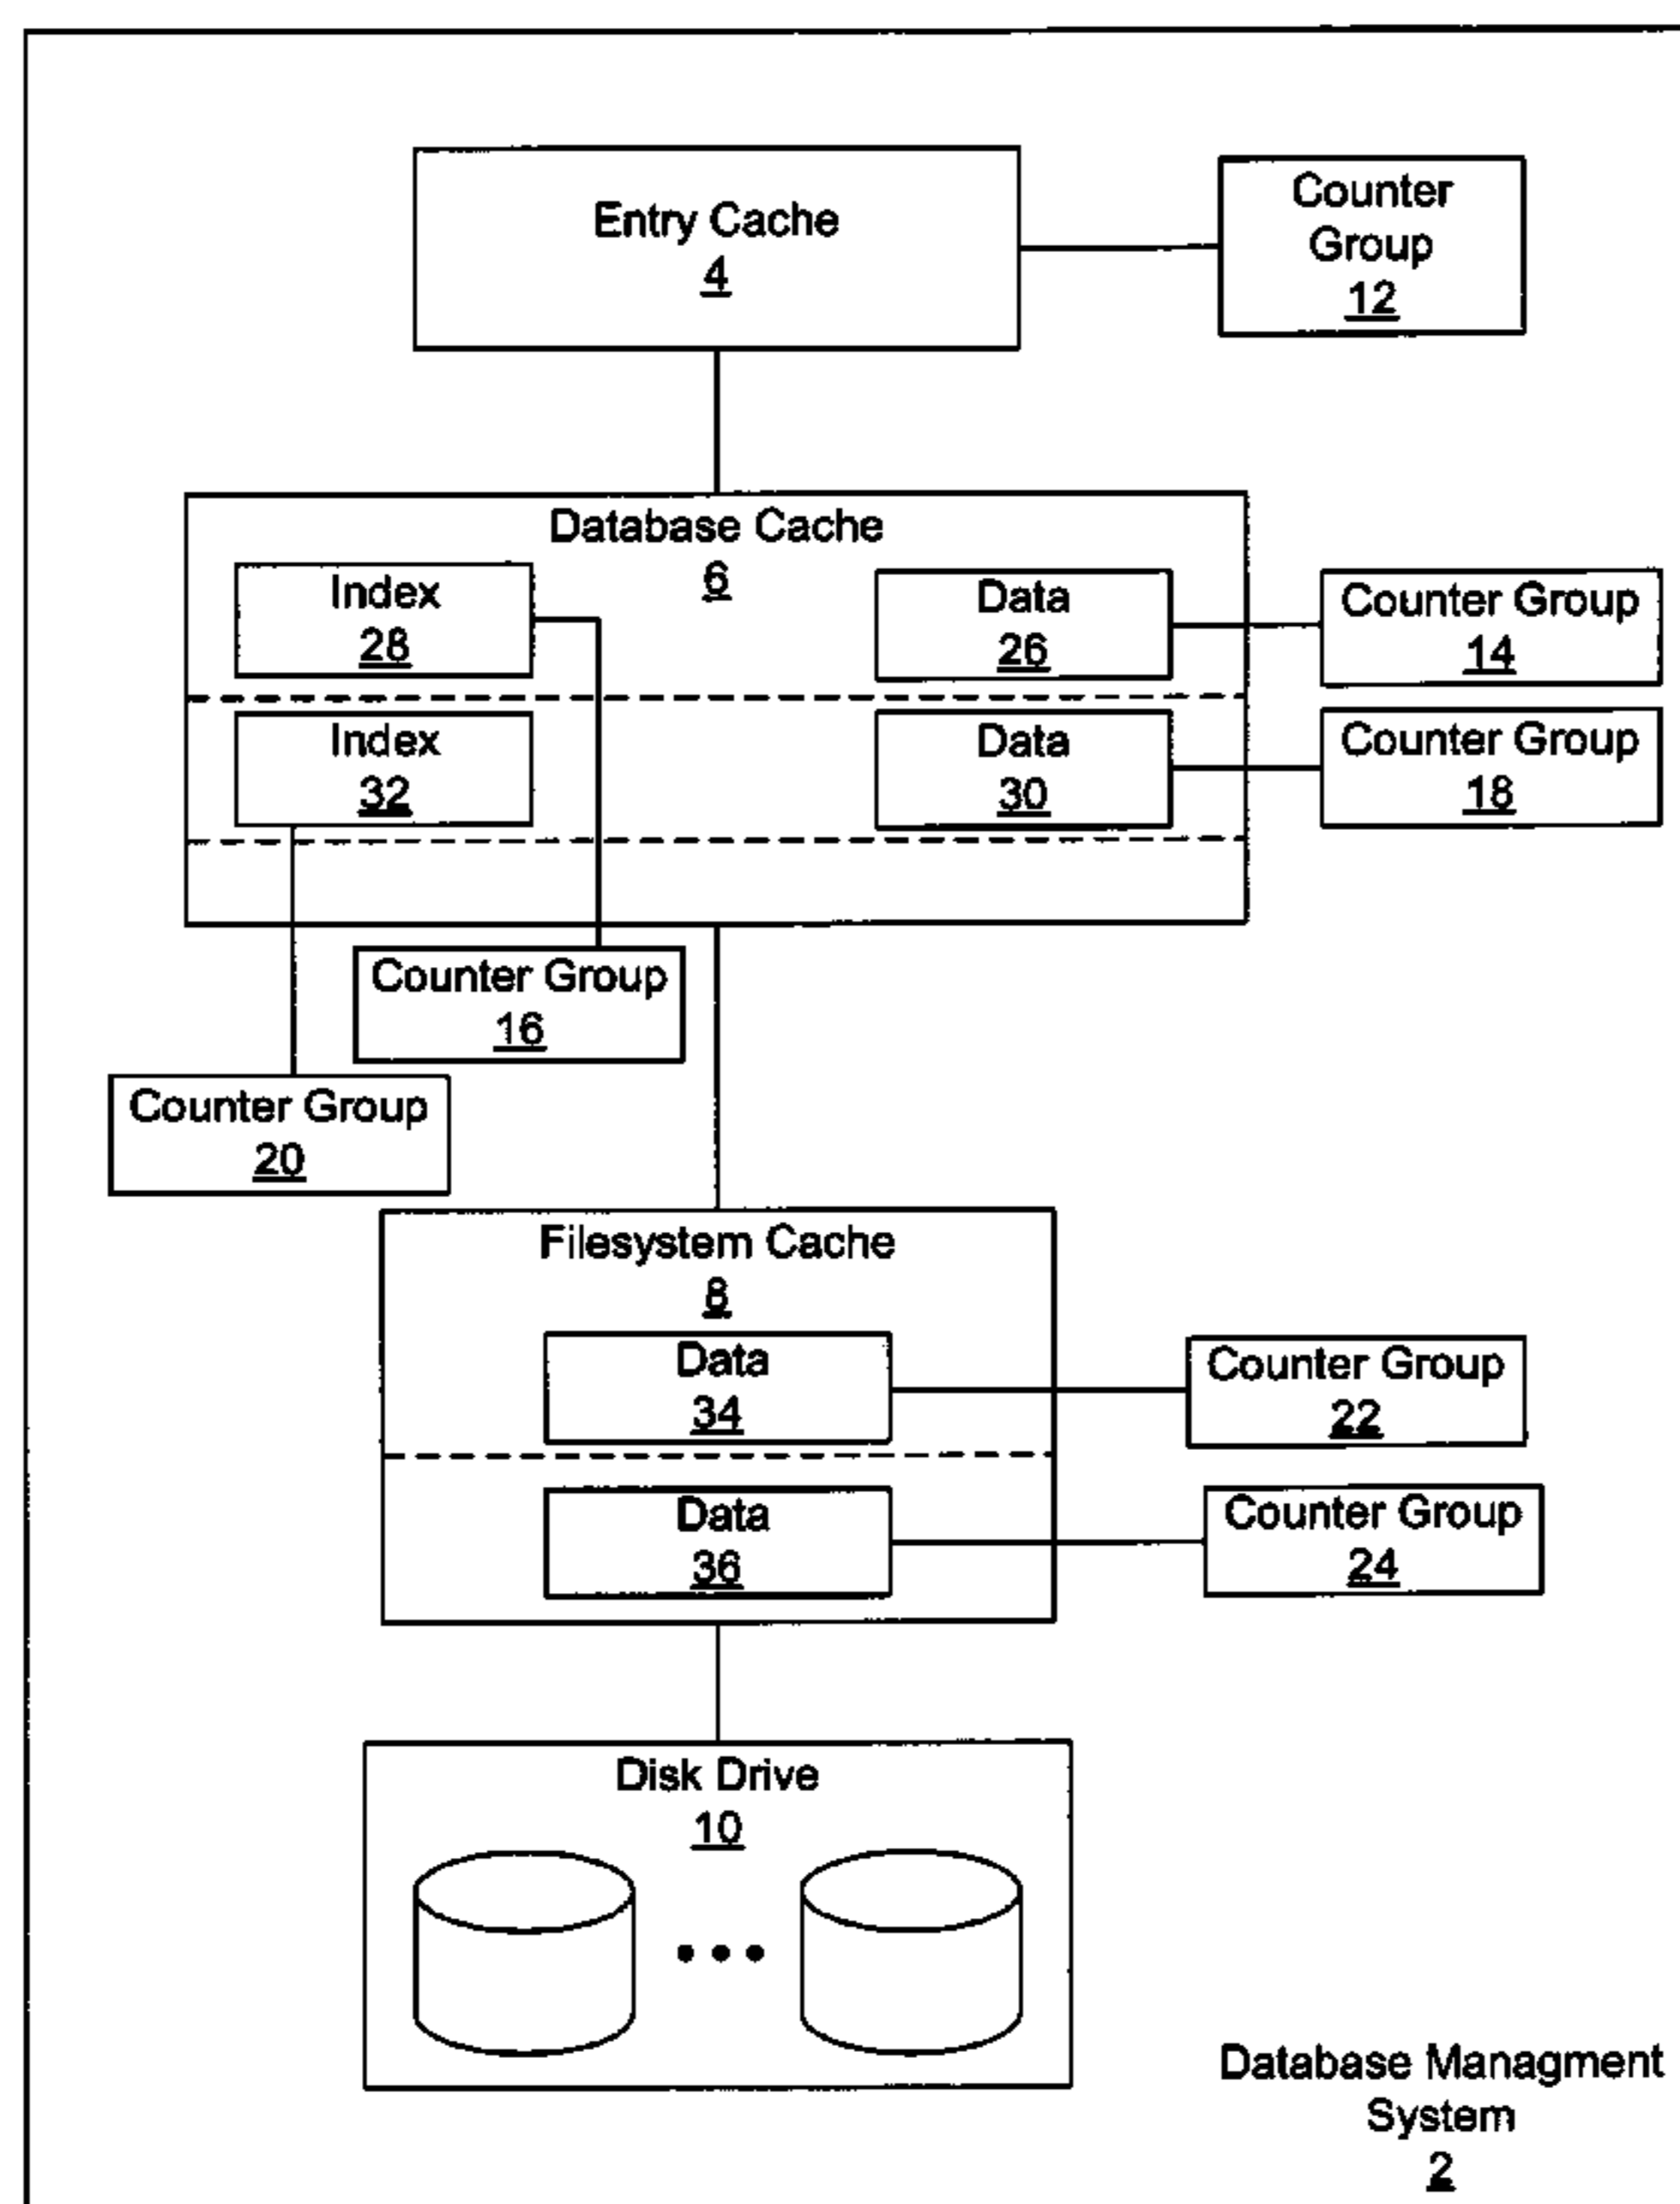 Entry Cache
4
Counter
Group
12
Database Cache
6
Index
28
Data
26
Counter Group
14
Index
32
Data
30
Counter Group
18
Counter Group
16
Counter Group
20
Filesystem Cache
8
Data
34
Counter Group
22
Data
36
Counter Group
24
Disk Drive
10
Database Managment
System
2